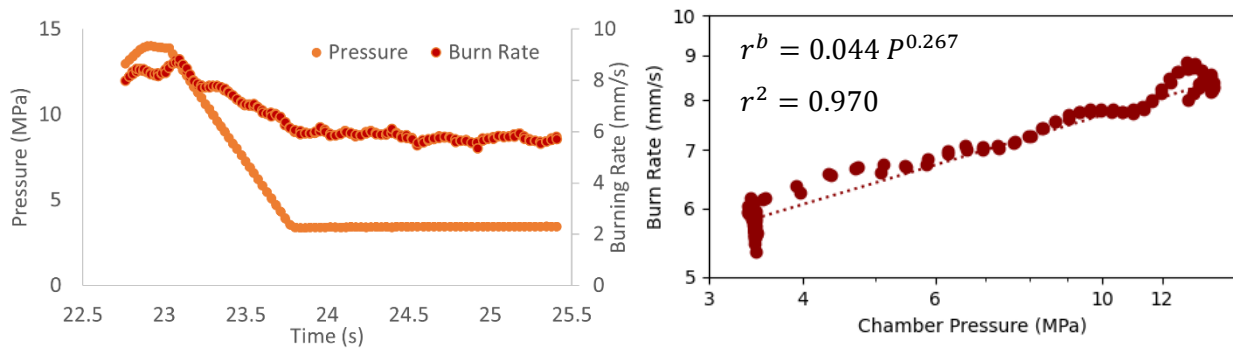 Pressure Burn Rate
Pressure (MPa)
15
10
5
0
22.5 23 23.5 24 24.5 25 25.5
Time (s)
10
8
6
4
2
0
Burning Rate (mm/s)
r^b = 0.044 P^0.267
r^2 = 0.970
Burn Rate (mm/s)
10
9
8
7
6
5
3 4 6 10 12
Chamber Pressure (MPa)